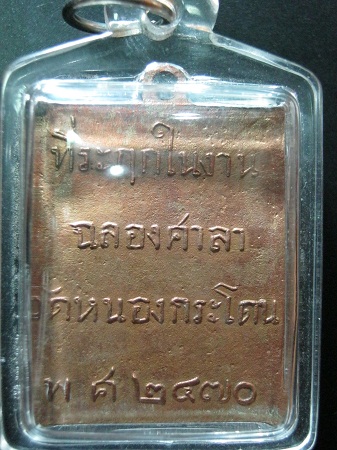 ที่ระฤกในงาน
ฉลองศาลา
วัดหนองกระโดน
พ ศ ๒๔๗๐